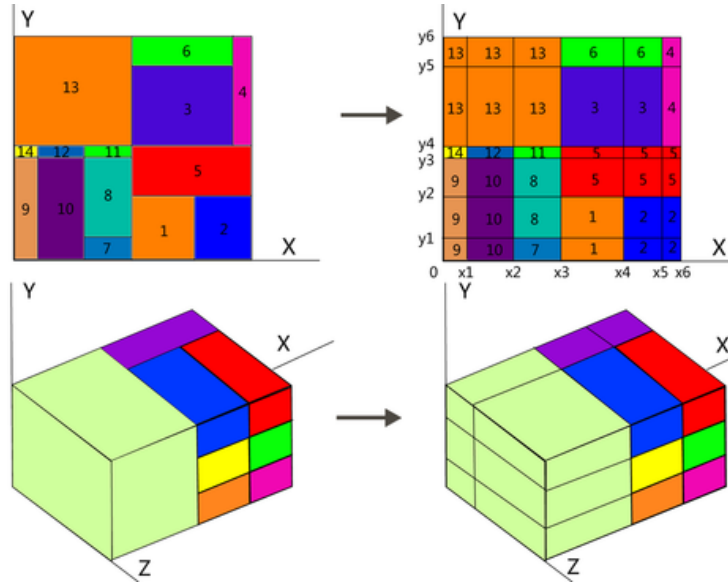 Y
6
13
3
4
14 12 11
5
9 10 8
1 2
7
X
Y
y6
13 13 13 6 6 4
y5
13 13 13 3 3 4
y4
14 12 11 5 5 5
y3
9 10 8 5 5 5
y2
9 10 8 1 2 2
y1
9 10 7 1 2 2
X
0 x1 x2 x3 x4 x5 x6
Y
X
Z
Y
X
Z